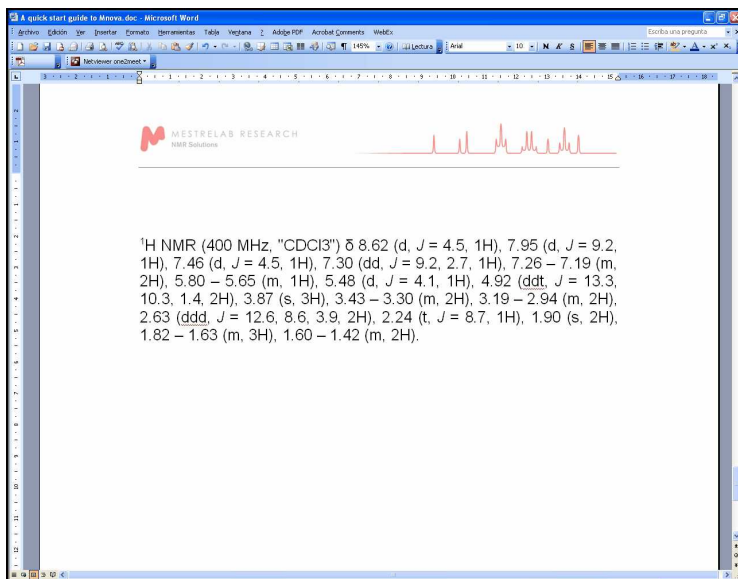 A quick start guide to Mnova.doc - Microsoft Word
Archivo Edición Ver Insertar Formato Herramientas Tabla Ventana ? Adobe PDF Acrobat Comments WebEx Escriba una pregunta
145% Lectura Arial 10 N K S
Netviewer one2meet
MESTRELAB RESEARCH
NMR Solutions
¹H NMR (400 MHz, "CDCl3") δ 8.62 (d, J = 4.5, 1H), 7.95 (d, J = 9.2,
1H), 7.46 (d, J = 4.5, 1H), 7.30 (dd, J = 9.2, 2.7, 1H), 7.26 – 7.19 (m,
2H), 5.80 – 5.65 (m, 1H), 5.48 (d, J = 4.1, 1H), 4.92 (ddt, J = 13.3,
10.3, 1.4, 2H), 3.87 (s, 3H), 3.43 – 3.30 (m, 2H), 3.19 – 2.94 (m, 2H),
2.63 (ddd, J = 12.6, 8.6, 3.9, 2H), 2.24 (t, J = 8.7, 1H), 1.90 (s, 2H),
1.82 – 1.63 (m, 3H), 1.60 – 1.42 (m, 2H).